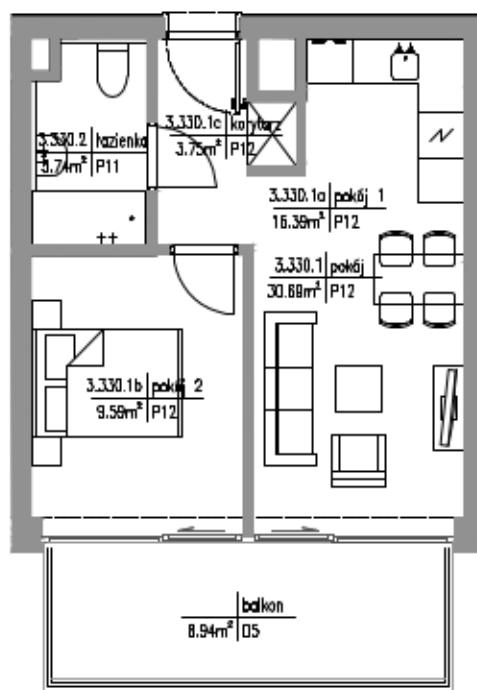 3.330.1c korytarz
3.75m² P12
3.330.2 łazienka
3.74m² P11
3.330.1a pokój 1
16.39m² P12
3.330.1 pokój
30.69m² P12
3.330.1b pokój 2
9.59m² P12
balkon
8.94m² 05